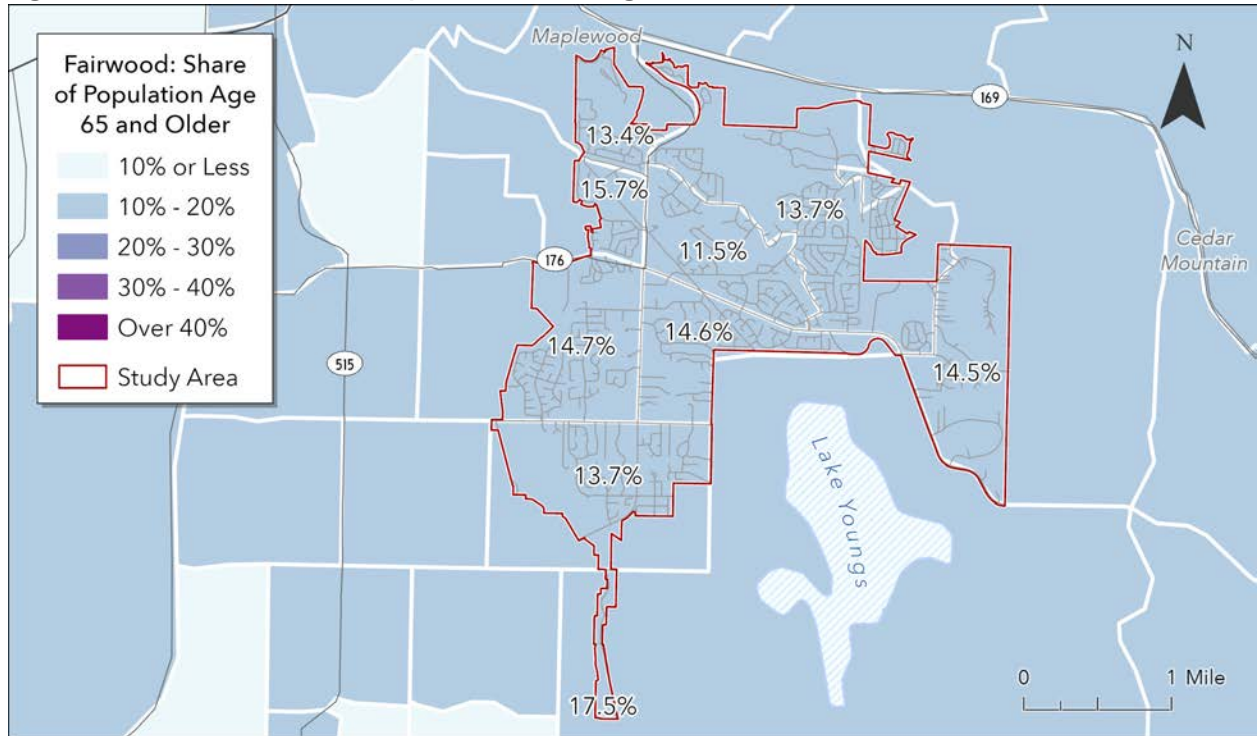 Fairwood: Share
of Population Age
65 and Older
10% or Less
10% - 20%
20% - 30%
30% - 40%
Over 40%
Study Area
Maplewood
N
169
13.4%
15.7%
13.7%
11.5%
Cedar
Mountain
176
14.7%
14.6%
515
14.5%
13.7%
Lake Youngs
17.5%
0 1 Mile